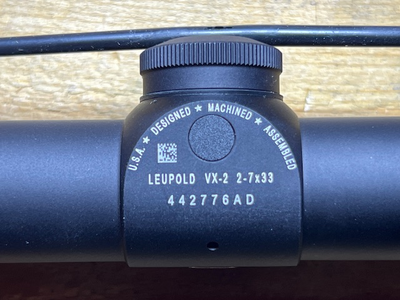 U.S.A. ★ DESIGNED ★ MACHINED ★ ASSEMBLED
LEUPOLD VX-2 2-7x33
442776AD